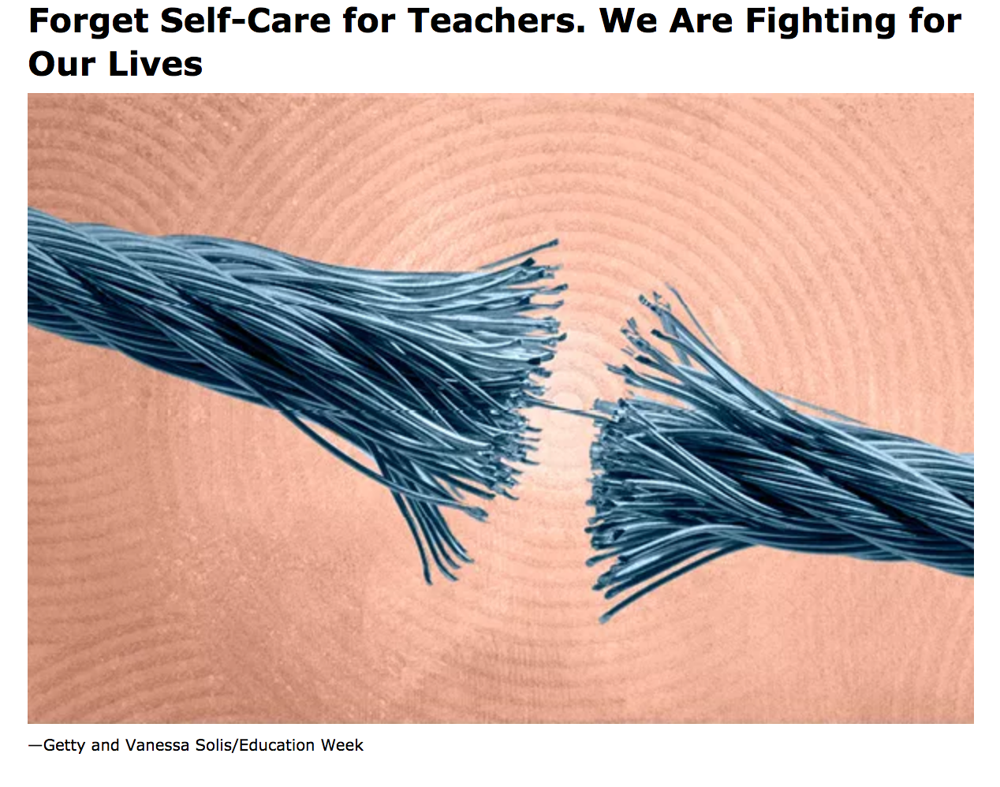 Forget Self-Care for Teachers. We Are Fighting for
Our Lives
—Getty and Vanessa Solis/Education Week